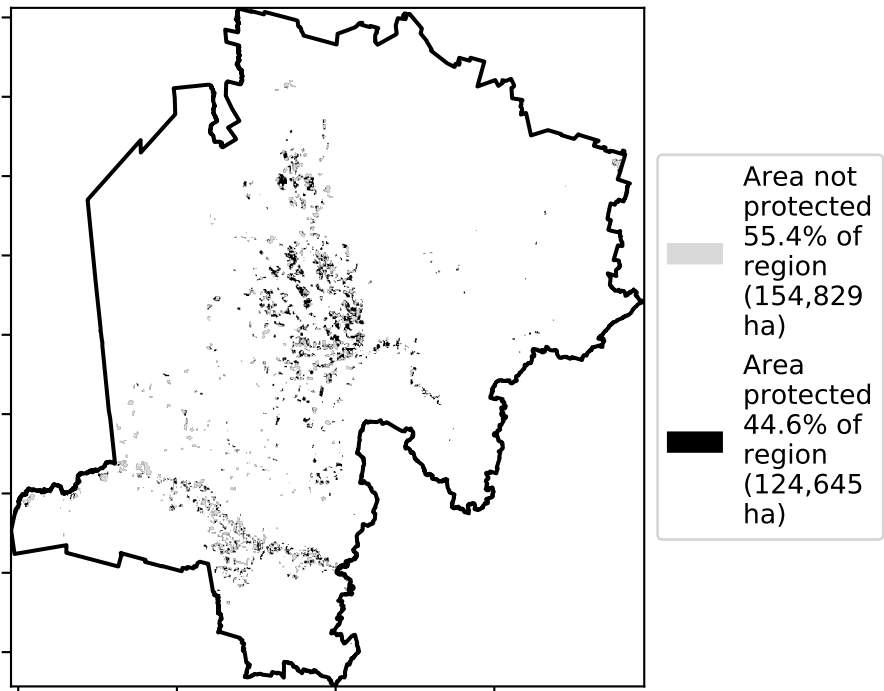 Area not
protected
55.4% of
region
(154,829
ha)
Area
protected
44.6% of
region
(124,645
ha)